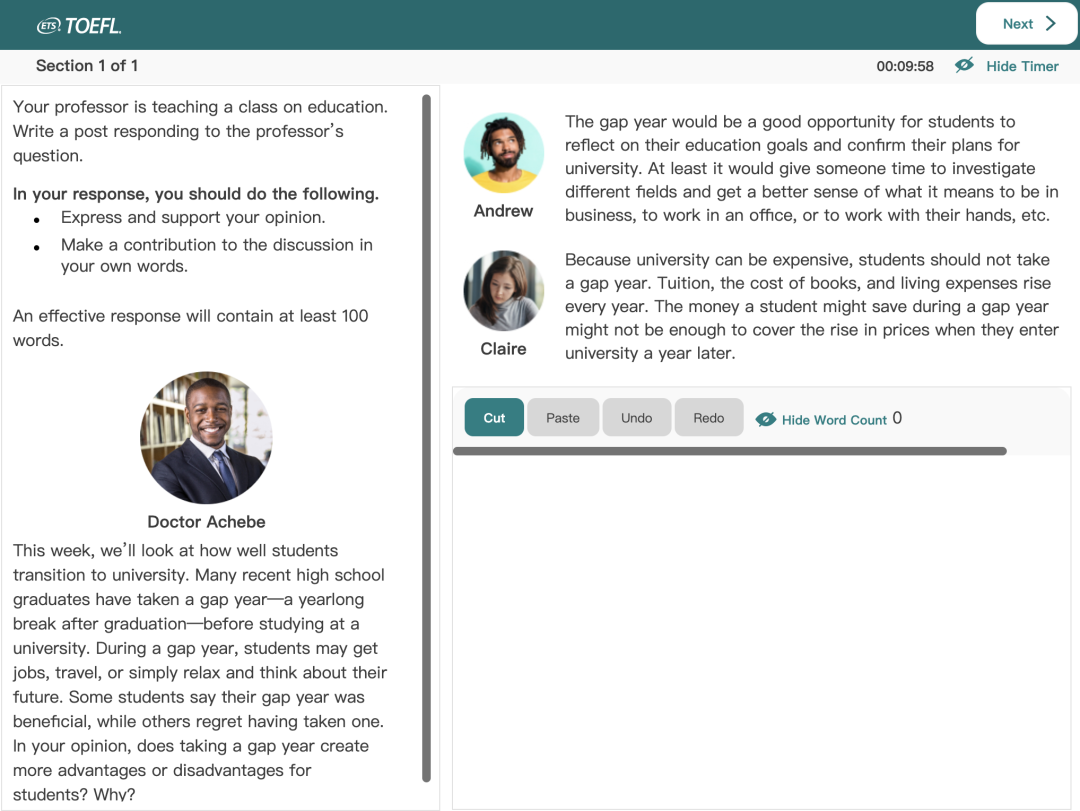 ETS TOEFL.
Next
Section 1 of 1
00:09:58
Hide Timer
Your professor is teaching a class on education.
Write a post responding to the professor’s
question.
In your response, you should do the following.
• Express and support your opinion.
• Make a contribution to the discussion in
your own words.
An effective response will contain at least 100
words.
Doctor Achebe
This week, we’ll look at how well students
transition to university. Many recent high school
graduates have taken a gap year—a yearlong
break after graduation—before studying at a
university. During a gap year, students may get
jobs, travel, or simply relax and think about their
future. Some students say their gap year was
beneficial, while others regret having taken one.
In your opinion, does taking a gap year create
more advantages or disadvantages for
students? Why?
The gap year would be a good opportunity for students to
reflect on their education goals and confirm their plans for
university. At least it would give someone time to investigate
different fields and get a better sense of what it means to be in
business, to work in an office, or to work with their hands, etc.
Andrew
Because university can be expensive, students should not take
a gap year. Tuition, the cost of books, and living expenses rise
every year. The money a student might save during a gap year
might not be enough to cover the rise in prices when they enter
university a year later.
Claire
Cut
Paste
Undo
Redo
Hide Word Count 0